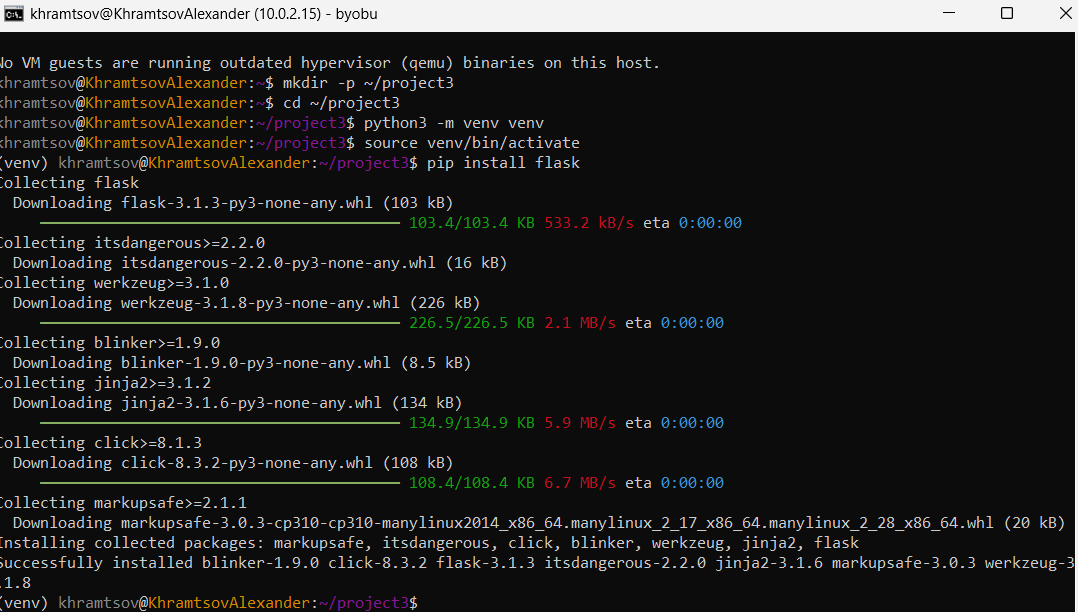 khramtsov@KhramtsovAlexander (10.0.2.15) - byobu
No VM guests are running outdated hypervisor (qemu) binaries on this host.
khramtsov@KhramtsovAlexander:~$ mkdir -p ~/project3
khramtsov@KhramtsovAlexander:~$ cd ~/project3
khramtsov@KhramtsovAlexander:~/project3$ python3 -m venv venv
khramtsov@KhramtsovAlexander:~/project3$ source venv/bin/activate
(venv) khramtsov@KhramtsovAlexander:~/project3$ pip install flask
Collecting flask
Downloading flask-3.1.3-py3-none-any.whl (103 kB)
103.4/103.4 KB 533.2 kB/s eta 0:00:00
Collecting itsdangerous>=2.2.0
Downloading itsdangerous-2.2.0-py3-none-any.whl (16 kB)
Collecting werkzeug>=3.1.0
Downloading werkzeug-3.1.8-py3-none-any.whl (226 kB)
226.5/226.5 KB 2.1 MB/s eta 0:00:00
Collecting blinker>=1.9.0
Downloading blinker-1.9.0-py3-none-any.whl (8.5 kB)
Collecting jinja2>=3.1.2
Downloading jinja2-3.1.6-py3-none-any.whl (134 kB)
134.9/134.9 KB 5.9 MB/s eta 0:00:00
Collecting click>=8.1.3
Downloading click-8.3.2-py3-none-any.whl (108 kB)
108.4/108.4 KB 6.7 MB/s eta 0:00:00
Collecting markupsafe>=2.1.1
Downloading markupsafe-3.0.3-cp310-cp310-manylinux2014_x86_64.manylinux_2_17_x86_64.manylinux_2_28_x86_64.whl (20 kB)
Installing collected packages: markupsafe, itsdangerous, click, blinker, werkzeug, jinja2, flask
Successfully installed blinker-1.9.0 click-8.3.2 flask-3.1.3 itsdangerous-2.2.0 jinja2-3.1.6 markupsafe-3.0.3 werkzeug-3
.1.8
(venv) khramtsov@KhramtsovAlexander:~/project3$